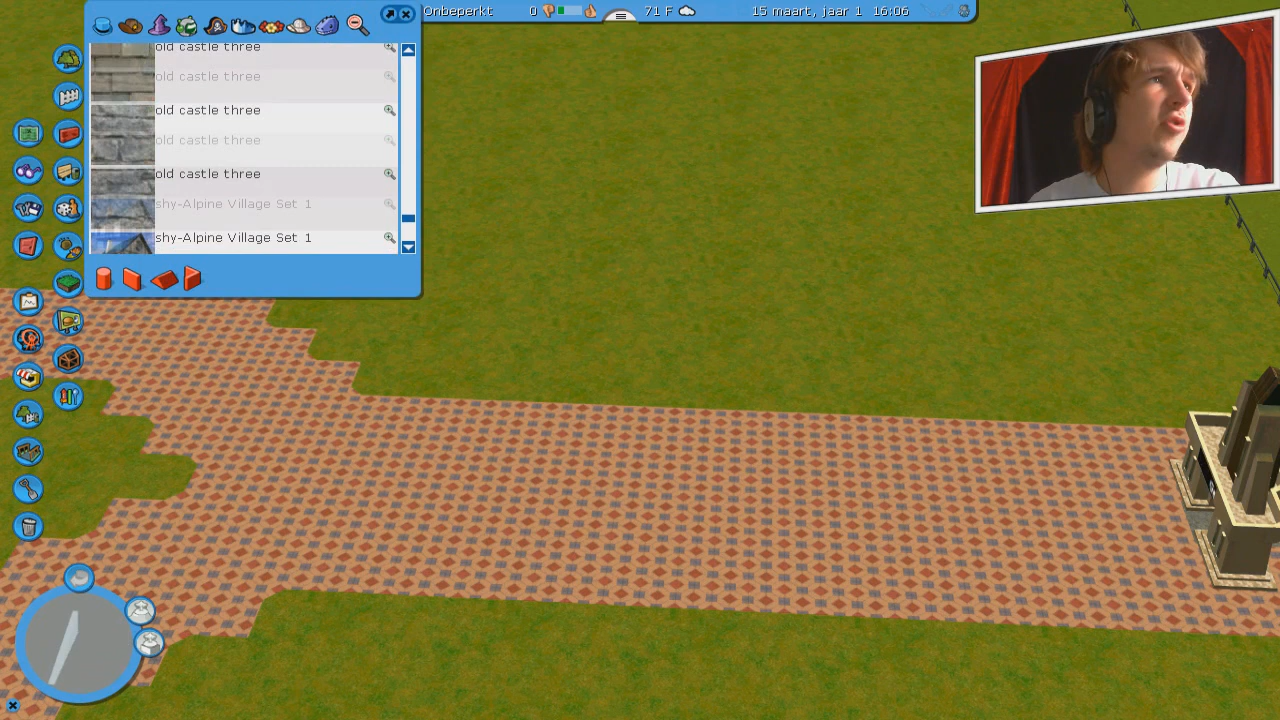 Onbeperkt 0 71 F 15 maart, jaar 1 16:06
old castle three
old castle three
old castle three
old castle three
old castle three
shy-Alpine Village Set 1
shy-Alpine Village Set 1